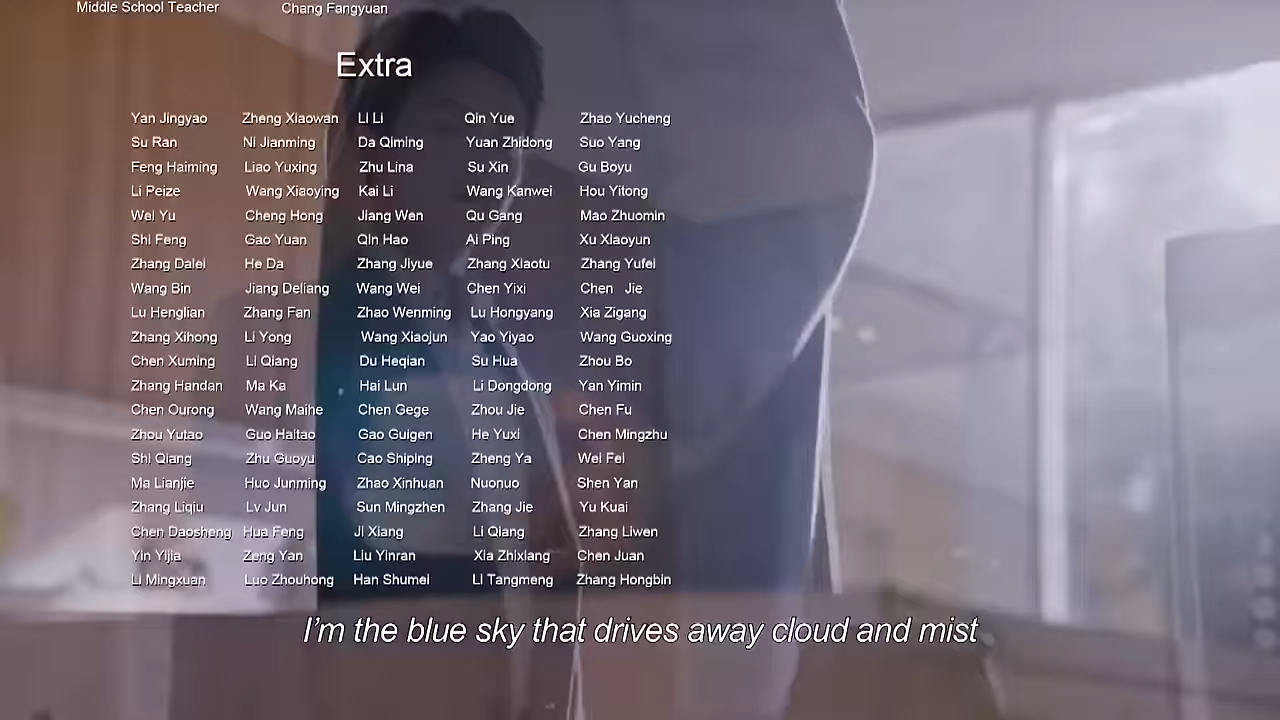 Middle School Teacher Chang Fangyuan
Extra
Yan Jingyao Zheng Xiaowan Li Li Qin Yue Zhao Yucheng
Su Ran Ni Jianming Da Qiming Yuan Zhidong Suo Yang
Feng Haiming Liao Yuxing Zhu Lina Su Xin Gu Boyu
Li Peize Wang Xiaoying Kai Li Wang Kanwei Hou Yitong
Wei Yu Cheng Hong Jiang Wen Qu Gang Mao Zhuomin
Shi Feng Gao Yuan Qin Hao Ai Ping Xu Xiaoyun
Zhang Dalei He Da Zhang Jiyue Zhang Xiaotu Zhang Yufei
Wang Bin Jiang Deliang Wang Wei Chen Yixi Chen Jie
Lu Henglian Zhang Fan Zhao Wenming Lu Hongyang Xia Zigang
Zhang Xihong Li Yong Wang Xiaojun Yao Yiyao Wang Guoxing
Chen Xuming Li Qiang Du Heqian Su Hua Zhou Bo
Zhang Handan Ma Ka Hai Lun Li Dongdong Yan Yimin
Chen Ourong Wang Maihe Chen Gege Zhou Jie Chen Fu
Zhou Yutao Guo Haitao Gao Guigen He Yuxi Chen Mingzhu
Shi Qiang Zhu Guoyu Cao Shiping Zheng Ya Wei Fei
Ma Lianjie Huo Junming Zhao Xinhuan Nuonuo Shen Yan
Zhang Liqiu Lv Jun Sun Mingzhen Zhang Jie Yu Kuai
Chen Daosheng Hua Feng Ji Xiang Li Qiang Zhang Liwen
Yin Yijia Zeng Yan Liu Yinran Xia Zhixiang Chen Juan
Li Mingxuan Luo Zhouhong Han Shumei Li Tangmeng Zhang Hongbin
I'm the blue sky that drives away cloud and mist